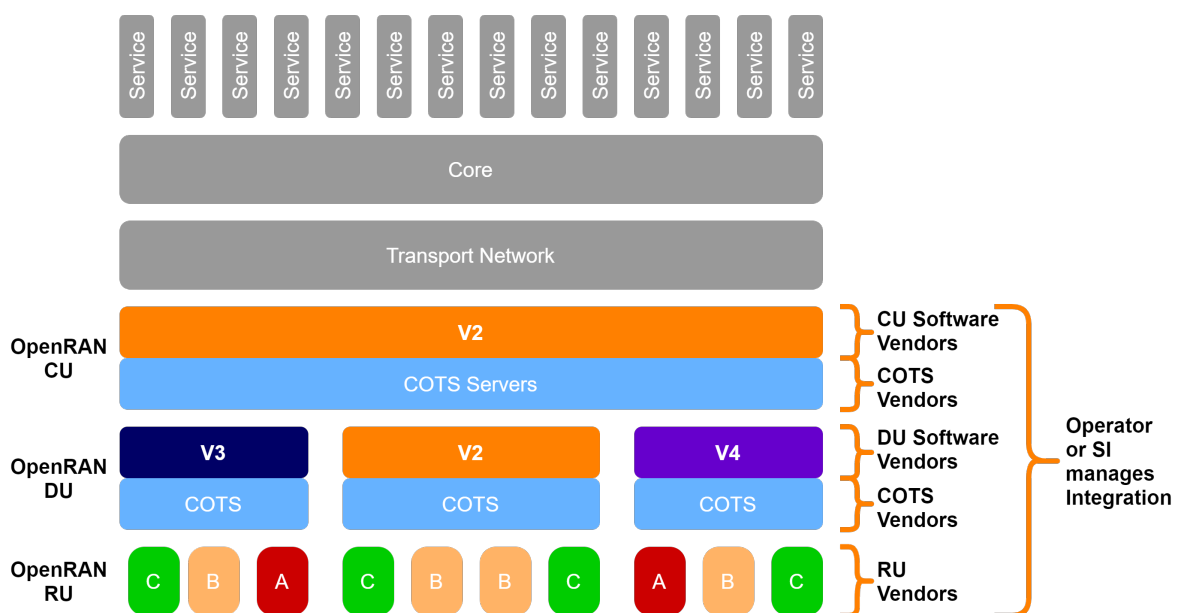 Service
Service
Service
Service
Service
Service
Service
Service
Service
Service
Service
Service
Service
Service
Core
Transport Network
OpenRAN
CU
V2
COTS Servers
CU Software
Vendors
COTS
Vendors
OpenRAN
DU
V3
V2
V4
COTS
COTS
COTS
DU Software
Vendors
COTS
Vendors
OpenRAN
RU
C
B
A
C
B
B
C
A
B
C
RU
Vendors
Operator
or SI
manages
Integration